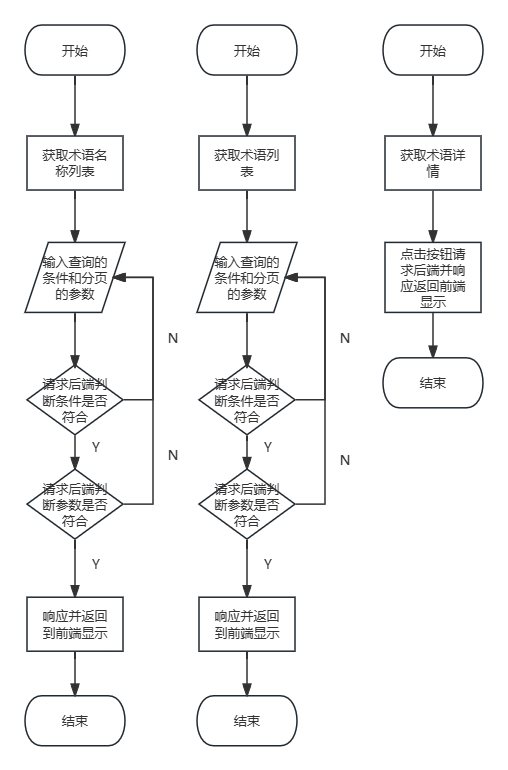 开始
获取术语名
称列表
输入查询的
条件和分页
的参数
N
请求后端判
断条件是否
符合
Y
N
请求后端判
断参数是否
符合
Y
响应并返回
到前端显示
结束
开始
获取术语列
表
输入查询的
条件和分页
的参数
N
请求后端判
断条件是否
符合
Y
N
请求后端判
断参数是否
符合
Y
响应并返回
到前端显示
结束
开始
获取术语详
情
点击按钮请
求后端并响
应返回前端
显示
结束